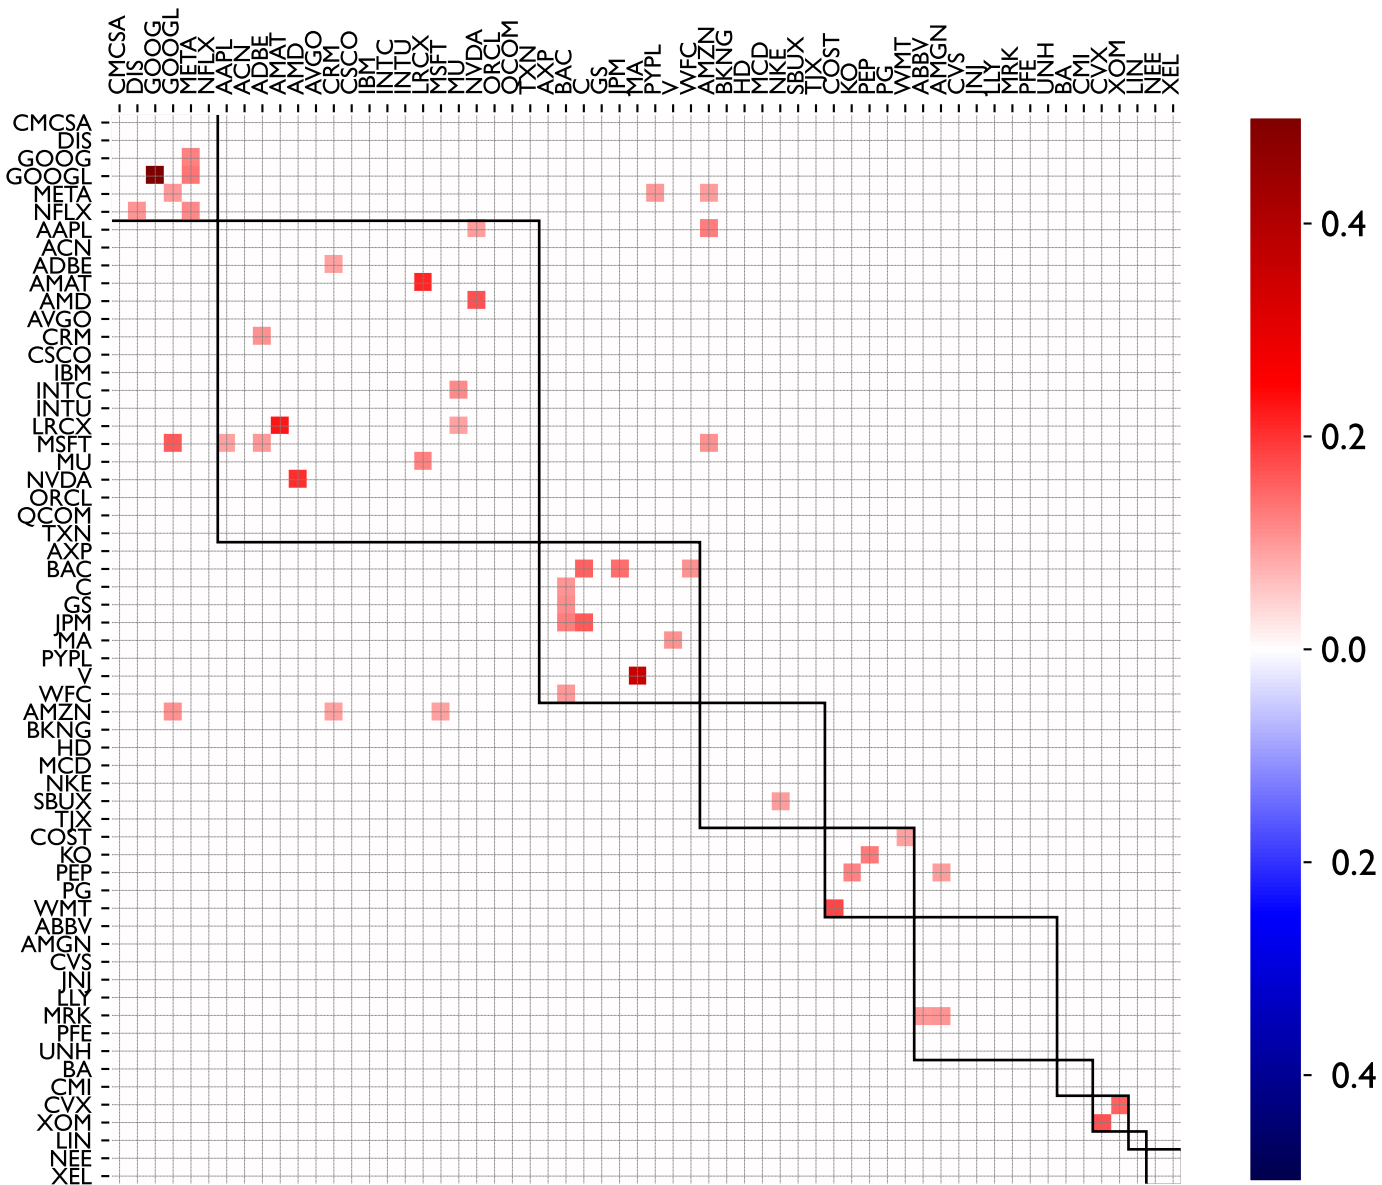 CMCSA DIS GOOG GOOGL META NFLX AAPL ACN ADBE AMAT AMD AVGO CRM CSCO IBM INTC INTU LRCX MSFT MU NVDA ORCL QCOM TXN AXP BAC C GS JPM MA PYPL V WFC AMZN BKNG HD MCD NKE SBUX TJX COST KO PEP PG WMT ABBV AMGN CVS JNJ LLY MRK PFE UNH BA CMI CVX XOM LIN NEE XEL
CMCSA
DIS
GOOG
GOOGL
META
NFLX
AAPL
ACN
ADBE
AMAT
AMD
AVGO
CRM
CSCO
IBM
INTC
INTU
LRCX
MSFT
MU
NVDA
ORCL
QCOM
TXN
AXP
BAC
C
GS
JPM
MA
PYPL
V
WFC
AMZN
BKNG
HD
MCD
NKE
SBUX
TJX
COST
KO
PEP
PG
WMT
ABBV
AMGN
CVS
JNJ
LLY
MRK
PFE
UNH
BA
CMI
CVX
XOM
LIN
NEE
XEL
0.4
0.2
0.0
0.2
0.4